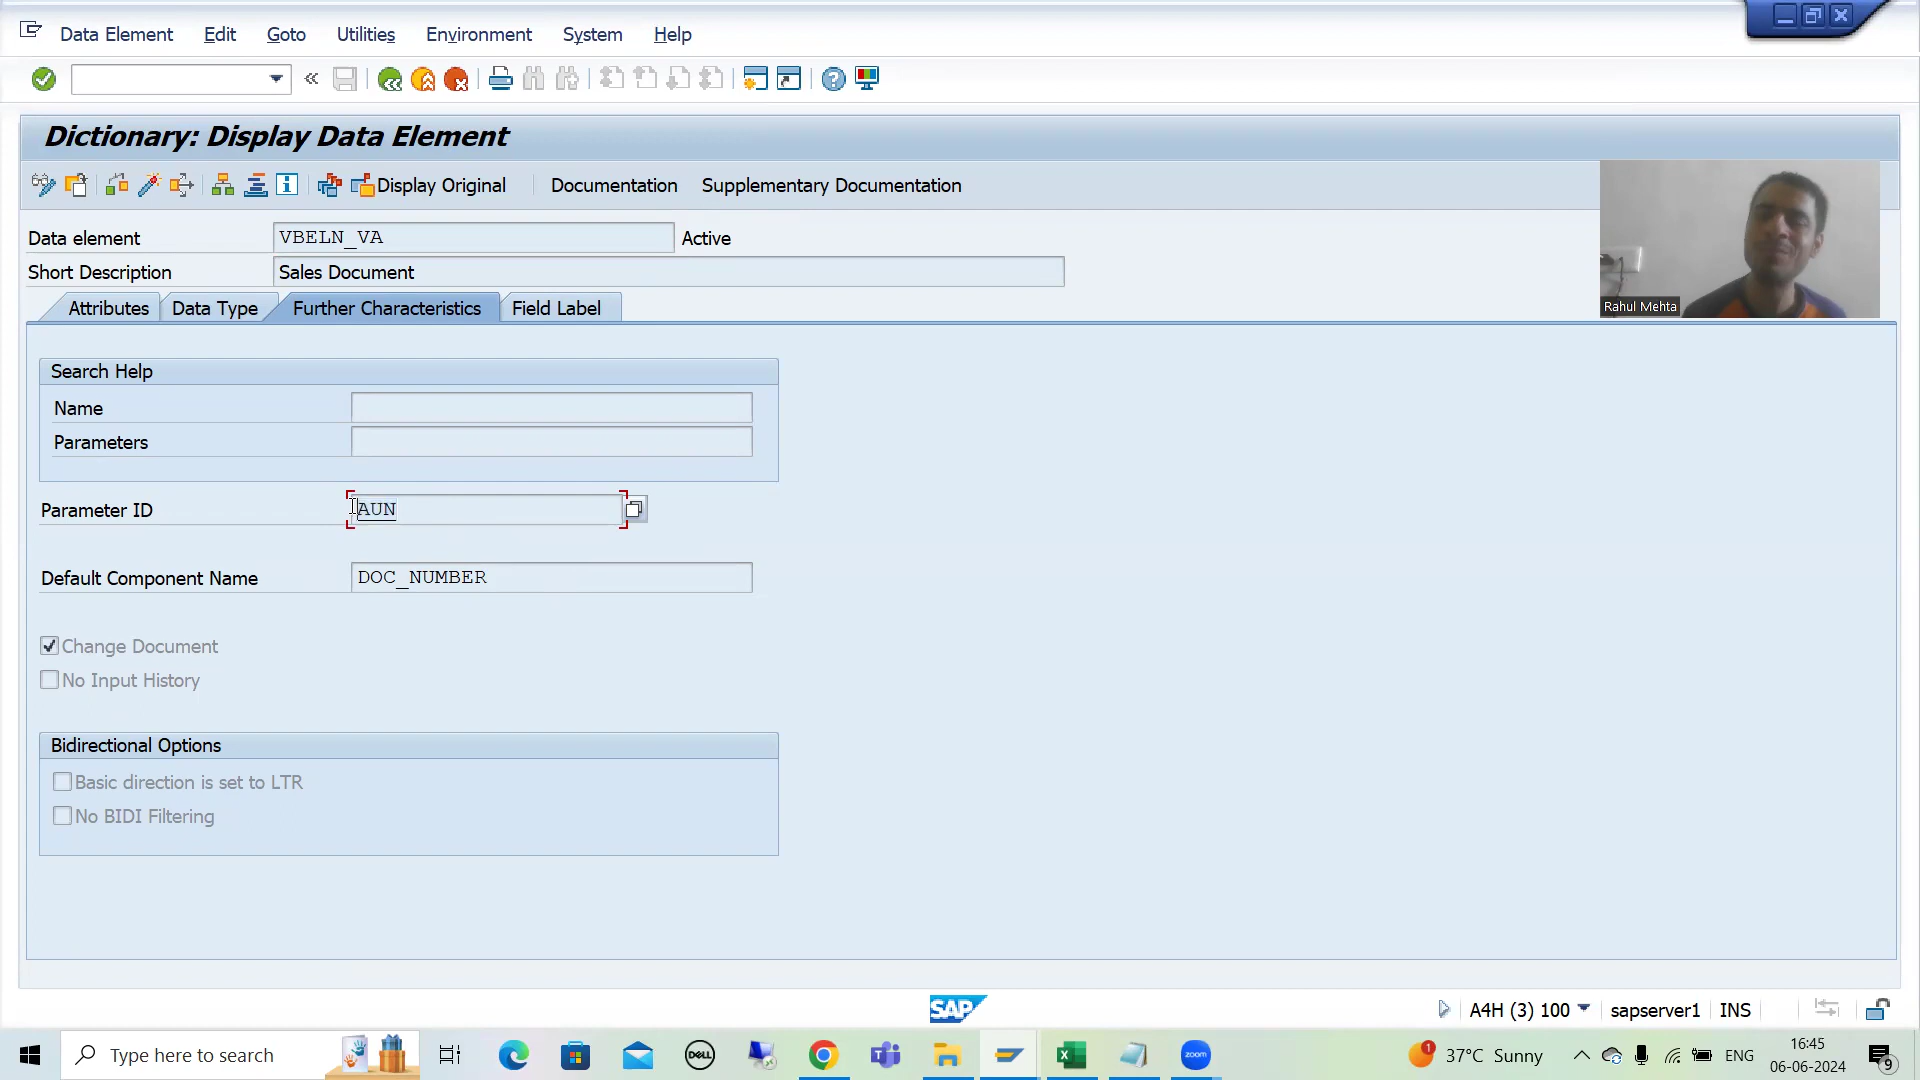 Data Element Edit Goto Utilities Environment System Help
Dictionary: Display Data Element
Display Original Documentation Supplementary Documentation
Data element VBELN_VA Active
Short Description Sales Document
Attributes Data Type Further Characteristics Field Label
Rahul Mehta
Search Help
Name
Parameters
Parameter ID AUN
Default Component Name DOC_NUMBER
Change Document
No Input History
Bidirectional Options
Basic direction is set to LTR
No BIDI Filtering
SAP A4H (3) 100 sapserver1 INS
Type here to search DELL zoom 1 37°C Sunny ENG 16:45
06-06-2024 9